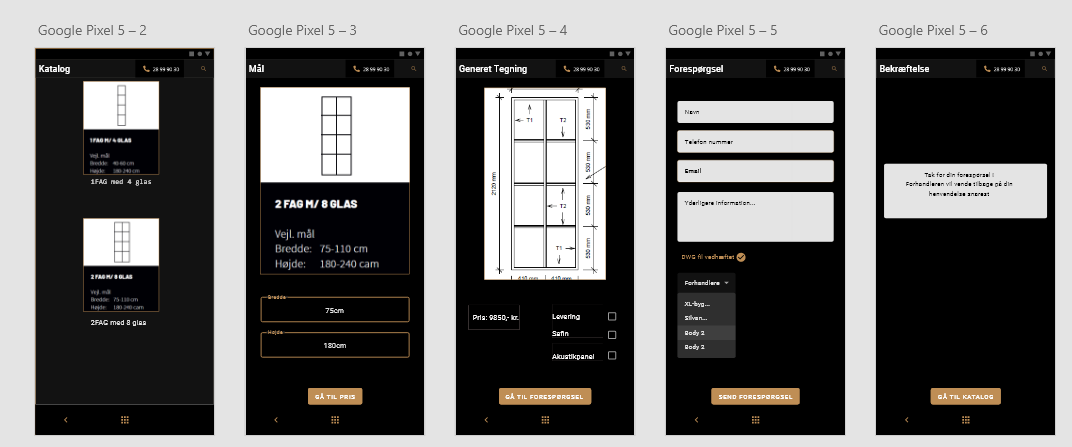 Google Pixel 5 – 2
Katalog
28 99 90 30
1 FAG M/ 4 GLAS
Vejl. mål
Bredde: 40-60 cm
Højde: 180-240 cm
1FAG med 4 glas
2 FAG M/ 8 GLAS
Vejl. mål
Bredde: 75-110 cm
Højde: 180-240 cam
2FAG med 8 glas
Google Pixel 5 – 3
Mål
28 99 90 30
2 FAG M/ 8 GLAS
Vejl. mål
Bredde: 75-110 cm
Højde: 180-240 cam
Bredde
75cm
Højde
180cm
GÅ TIL PRIS
Google Pixel 5 – 4
Generet Tegning
28 99 90 30
T1
T2
530 mm
530 mm
2120 mm
T2
530 mm
T1
530 mm
410 mm
410 mm
Pris: 9850,- kr.
Levering
Søfin
Akustikpanel
GÅ TIL FORESPØRGSEL
Google Pixel 5 – 5
Forespørgsel
28 99 90 30
Navn
Telefon nummer
Email
Yderligere information...
DWG fil vedhæftet
Forhandlere
XL-byg...
Silvan...
Body 2
Body 2
SEND FORESPØRGSEL
Google Pixel 5 – 6
Bekræftelse
28 99 90 30
Tak for din forespørsel !
Forhandleren vil vende tilbage på din
henvendelse snarest
GÅ TIL KATALOG